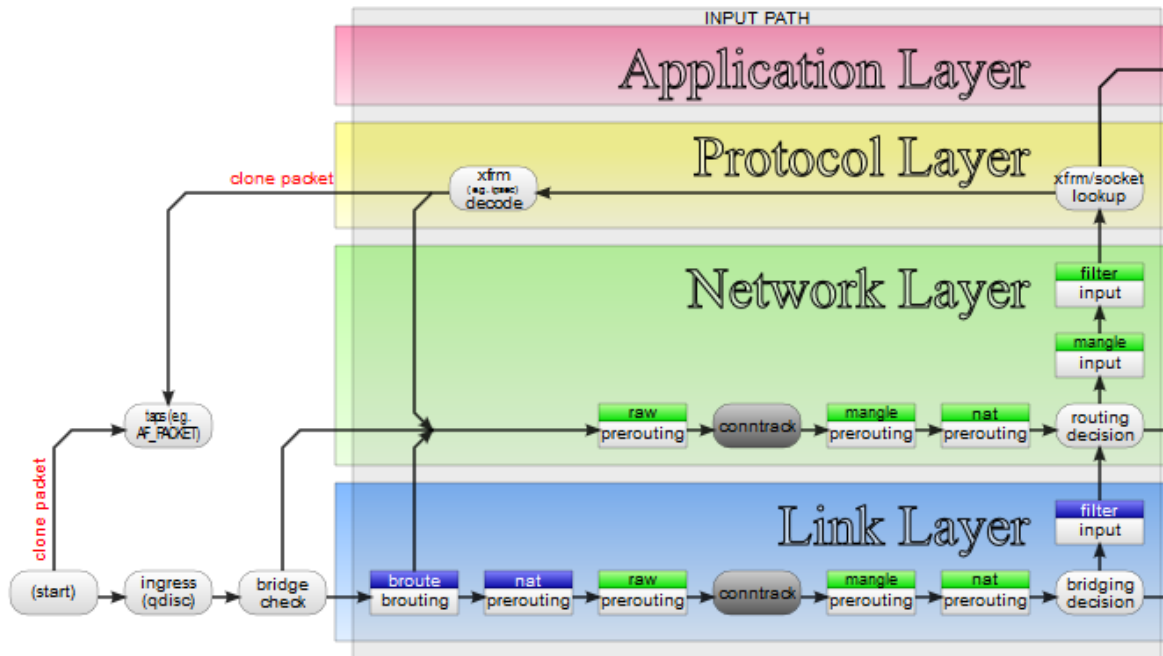 INPUT PATH
Application Layer
Protocol Layer
clone packet
xfrm
(e.g. ipsec)
decode
xfrm/socket
lookup
Network Layer
filter
input
mangle
input
taps (e.g.
AF_PACKET)
raw
prerouting
conntrack
mangle
prerouting
nat
prerouting
routing
decision
clone packet
Link Layer
filter
input
(start)
ingress
(qdisc)
bridge
check
broute
brouting
nat
prerouting
raw
prerouting
conntrack
mangle
prerouting
nat
prerouting
bridging
decision